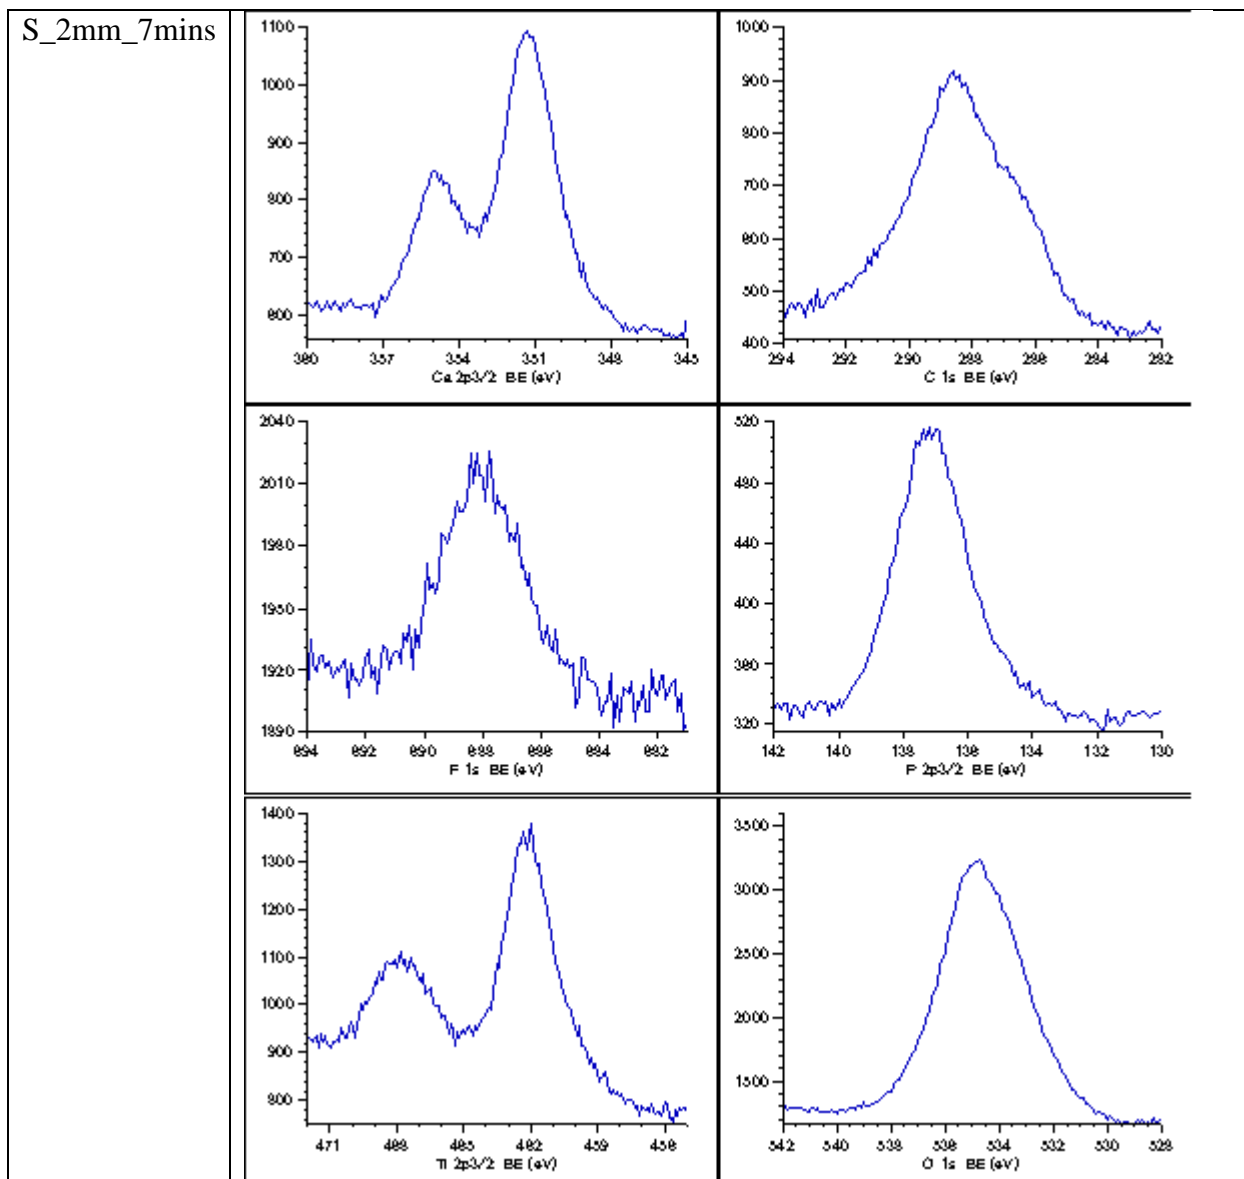 S_2mm_7mins
1100
1000
900
800
700
600
360 357 354 351 348 345
Ca 2p3/2 BE (eV)
1000
900
800
700
600
500
400
294 292 290 288 286 284 282
C 1s BE (eV)
2040
2010
1980
1950
1920
1890
694 692 690 688 686 684 682
F 1s BE (eV)
520
480
440
400
360
320
142 140 138 136 134 132 130
P 2p3/2 BE (eV)
1400
1300
1200
1100
1000
900
800
471 468 465 462 459 456
Ti 2p3/2 BE (eV)
3500
3000
2500
2000
1500
542 540 538 536 534 532 530 528
O 1s BE (eV)